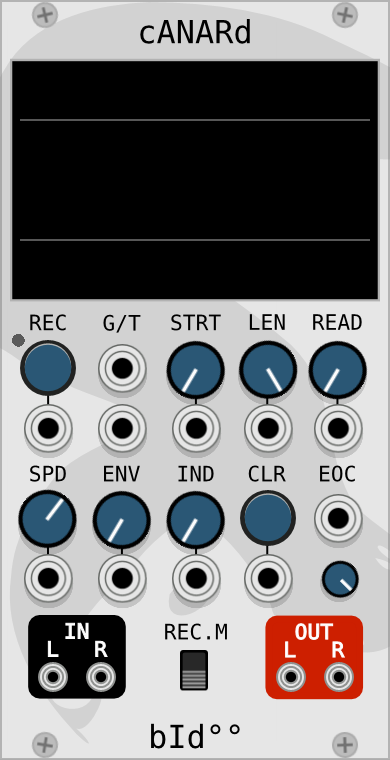 cANARd
REC G/T STRT LEN READ
SPD ENV IND CLR EOC
IN REC.M OUT
L R L R
bId°°